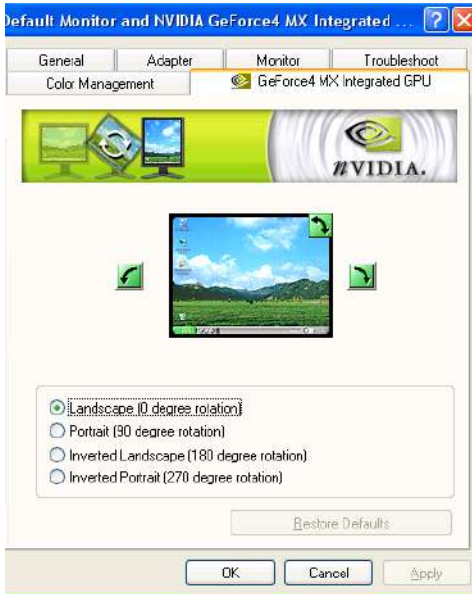 Default Monitor and NVIDIA GeForce4 MX Integrated ...
General Adapter Monitor Troubleshoot
Color Management GeForce4 MX Integrated GPU
nVIDIA.
Landscape (0 degree rotation)
Portrait (90 degree rotation)
Inverted Landscape (180 degree rotation)
Inverted Portrait (270 degree rotation)
Restore Defaults
OK Cancel Apply